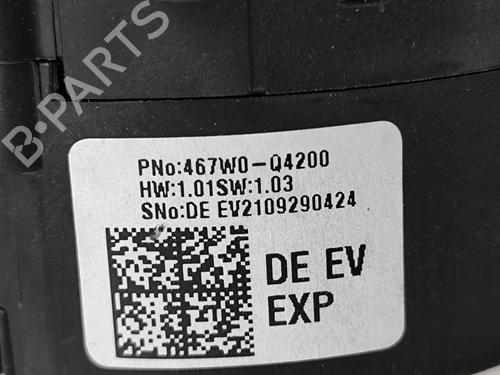 B-PARTS
PNo:467W0-Q4200
HW:1.01SW:1.03
SNo:DE EV2109290424
DE EV
EXP